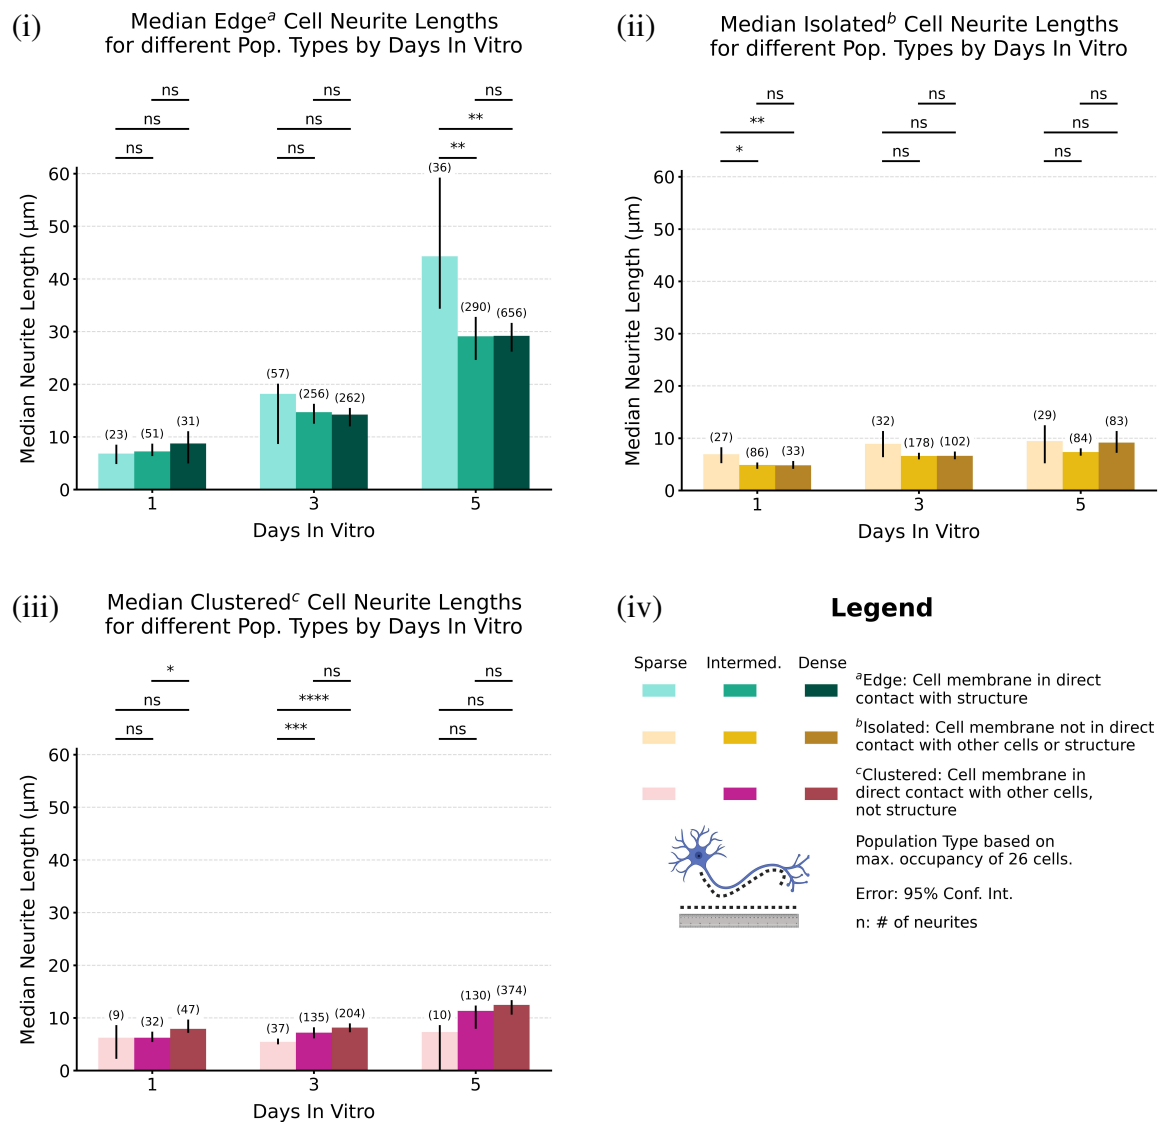 (i)
Median Edge^a Cell Neurite Lengths
for different Pop. Types by Days In Vitro
ns
ns
**
ns
ns
ns
ns
ns
**
(36)
60
50
40
30
20
10
0
Median Neurite Length (μm)
(290)
(656)
(57)
(256)
(262)
(23)
(51)
(31)
1
3
5
Days In Vitro
(ii)
Median Isolated^b Cell Neurite Lengths
for different Pop. Types by Days In Vitro
ns
ns
ns
**
ns
ns
*
ns
ns
60
50
40
30
20
10
0
Median Neurite Length (μm)
(27)
(86)
(33)
(32)
(178)
(102)
(29)
(84)
(83)
1
3
5
Days In Vitro
(iii)
Median Clustered^c Cell Neurite Lengths
for different Pop. Types by Days In Vitro
*
ns
ns
ns
****
ns
ns
***
ns
60
50
40
30
20
10
0
Median Neurite Length (μm)
(9)
(32)
(47)
(37)
(135)
(204)
(10)
(130)
(374)
1
3
5
Days In Vitro
(iv)
Legend
Sparse
Intermed.
Dense
^aEdge: Cell membrane in direct
contact with structure
^bIsolated: Cell membrane not in direct
contact with other cells or structure
^cClustered: Cell membrane in
direct contact with other cells,
not structure
Population Type based on
max. occupancy of 26 cells.
Error: 95% Conf. Int.
n: # of neurites